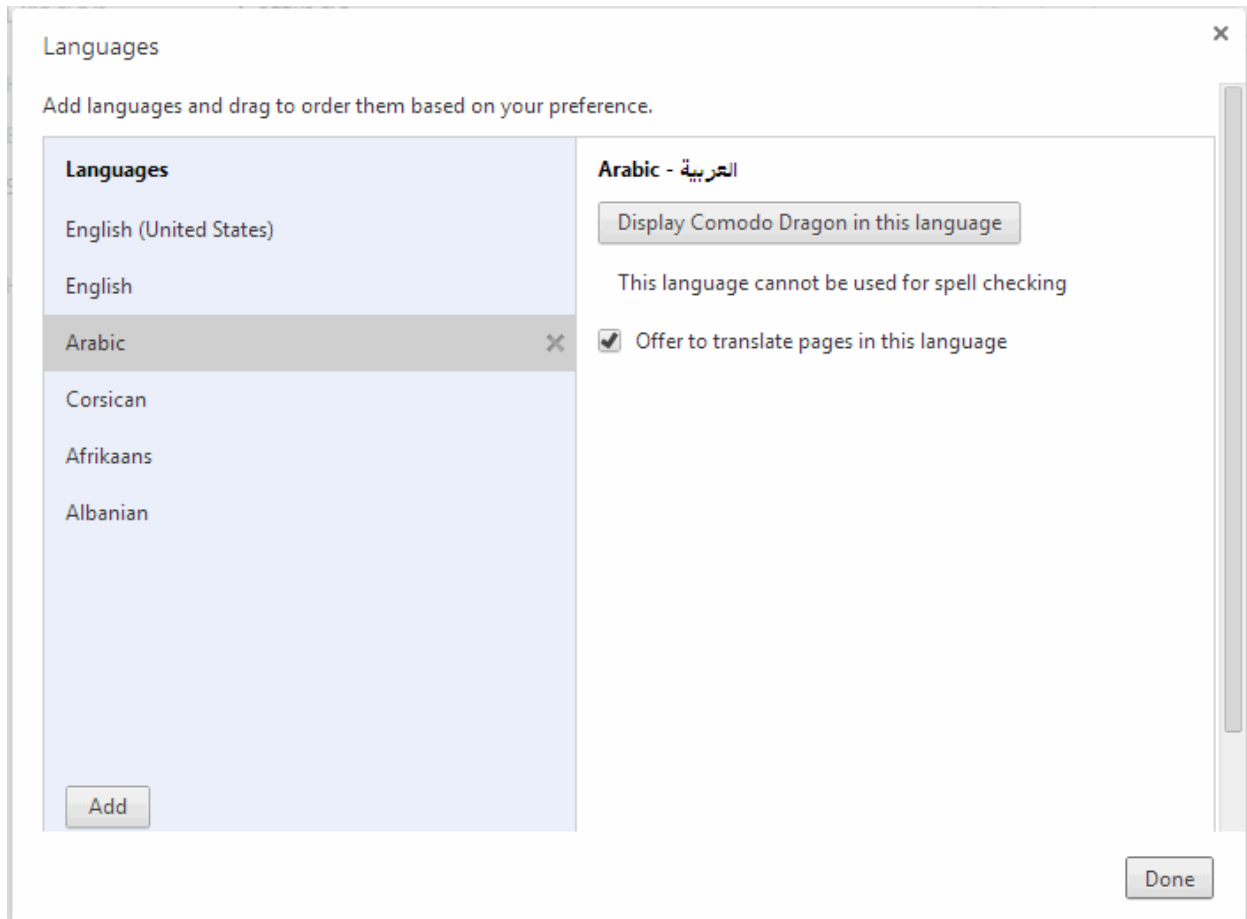 Languages
Add languages and drag to order them based on your preference.
Languages
English (United States)
English
Arabic
Corsican
Afrikaans
Albanian
Add
Arabic - العربية
Display Comodo Dragon in this language
This language cannot be used for spell checking
Offer to translate pages in this language
Done